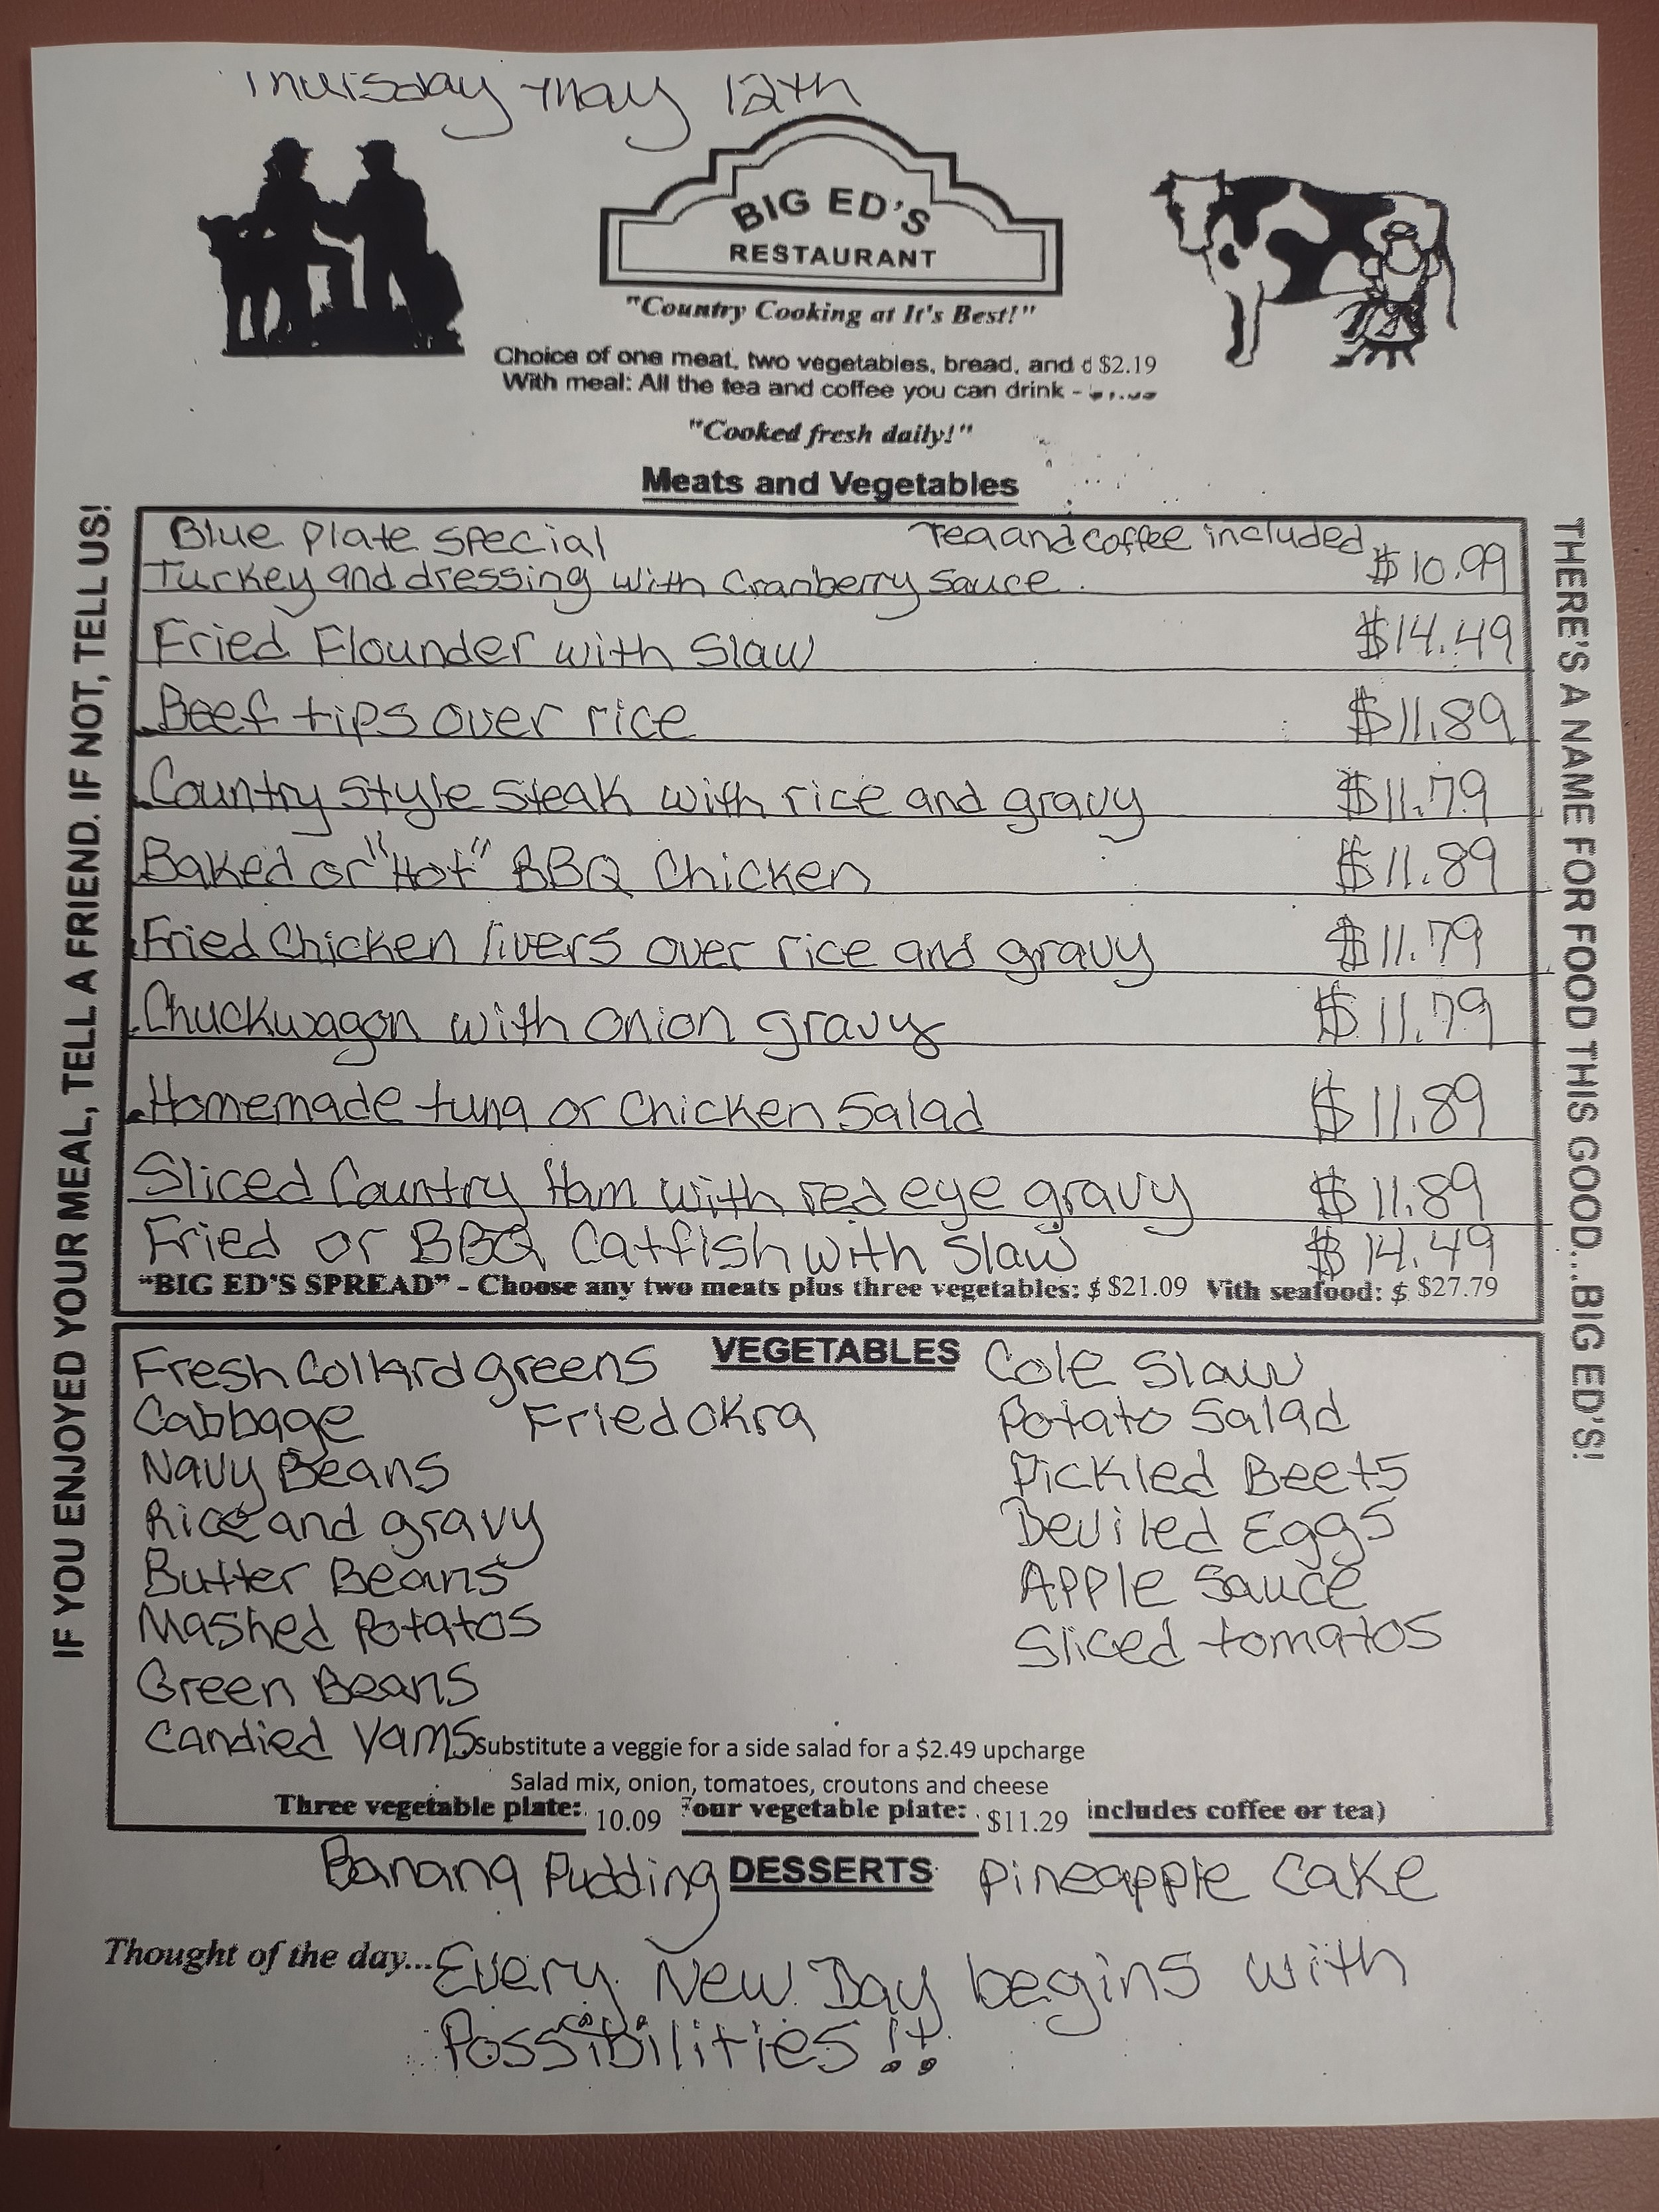 Thursday May 12th
BIG ED'S
RESTAURANT
"Country Cooking at It's Best!"
Choice of one meat, two vegetables, bread, and d $2.19
With meal: All the tea and coffee you can drink -
"Cooked fresh daily!"
Meats and Vegetables
IF YOU ENJOYED YOUR MEAL, TELL A FRIEND. IF NOT, TELL US!
THERE'S A NAME FOR FOOD THIS GOOD...BIG ED'S!
Blue Plate Special Tea and coffee included
Turkey and dressing with Cranberry Sauce. $10.99
Fried Flounder with Slaw $14.49
Beef tips over rice $11.89
Country Style Steak with rice and gravy $11.79
Baked or "Hot" BBQ Chicken $11.89
Fried Chicken livers over rice and gravy $11.79
Chuckwagon with onion gravy $11.79
Homemade tuna or Chicken Salad $11.89
Sliced Country Ham with red eye gravy $11.89
Fried or BBQ Catfish with Slaw $14.49
"BIG ED'S SPREAD" - Choose any two meats plus three vegetables: $ $21.09 Vith seafood: $ $27.79
VEGETABLES
Fresh Collard greens Cole Slaw
Cabbage Fried Okra Potato Salad
Navy Beans Pickled Beets
Rice and gravy Deviled Eggs
Butter Beans Apple Sauce
Mashed Potatos Sliced tomatos
Green Beans
Candied Yams Substitute a veggie for a side salad for a $2.49 upcharge
Salad mix, onion, tomatoes, croutons and cheese
Three vegetable plate: 10.09 Four vegetable plate: $11.29 includes coffee or tea)
Banana Pudding DESSERTS Pineapple Cake
Thought of the day... Every New Day begins with
Possibilities!!